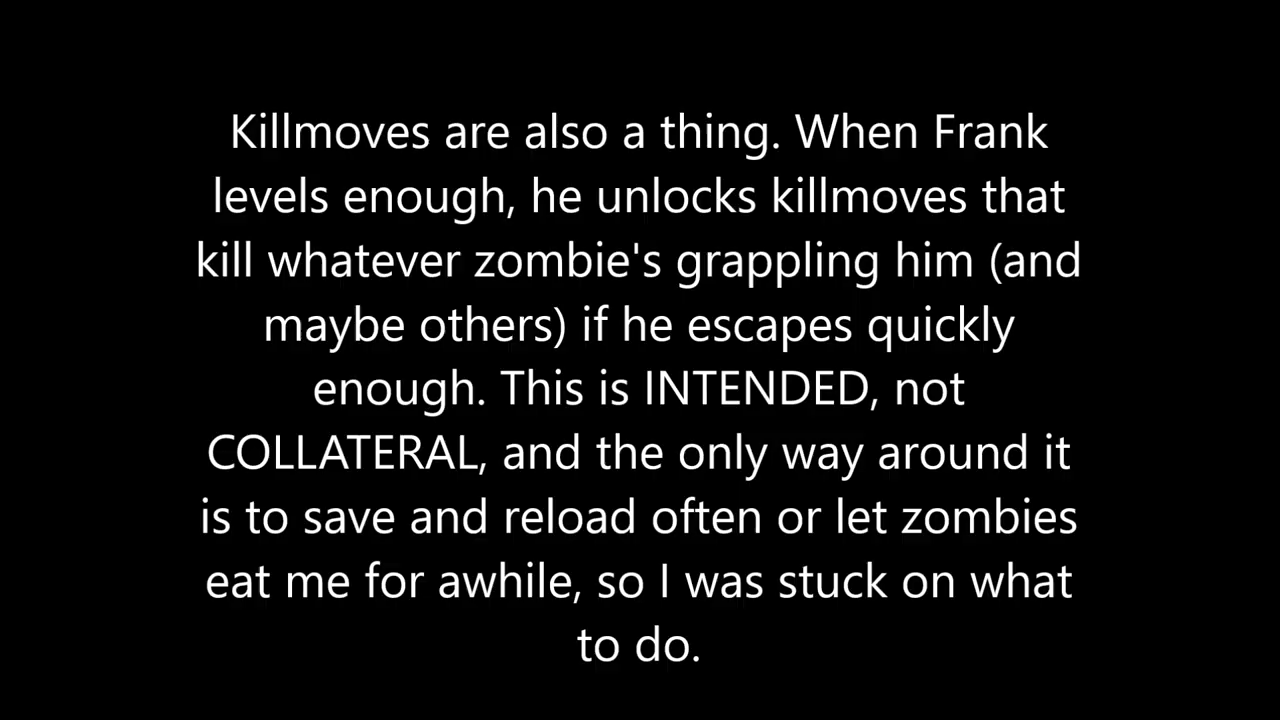 Killmoves are also a thing. When Frank
levels enough, he unlocks killmoves that
kill whatever zombie's grappling him (and
maybe others) if he escapes quickly
enough. This is INTENDED, not
COLLATERAL, and the only way around it
is to save and reload often or let zombies
eat me for awhile, so I was stuck on what
to do.